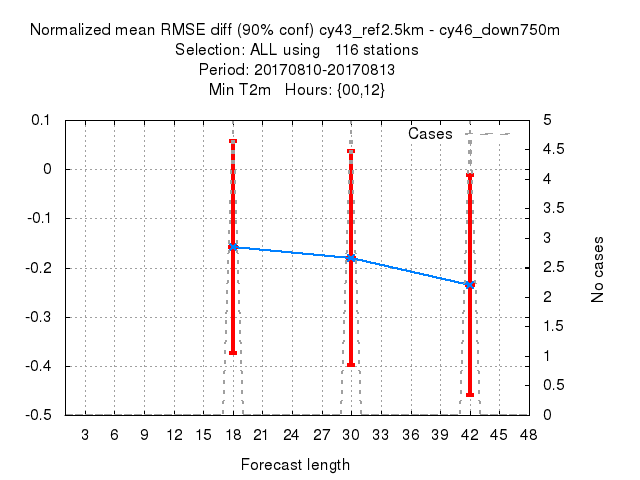 Normalized mean RMSE diff (90% conf) cy43_ref2.5km - cy46_down750m
Selection: ALL using   116 stations
Period: 20170810-20170813
Min T2m   Hours: {00,12}
Cases
0.1
0
-0.1
-0.2
-0.3
-0.4
-0.5
5
4.5
4
3.5
3
2.5
2
1.5
1
0.5
0
No cases
3 6 9 12 15 18 21 24 27 30 33 36 39 42 45 48
Forecast length